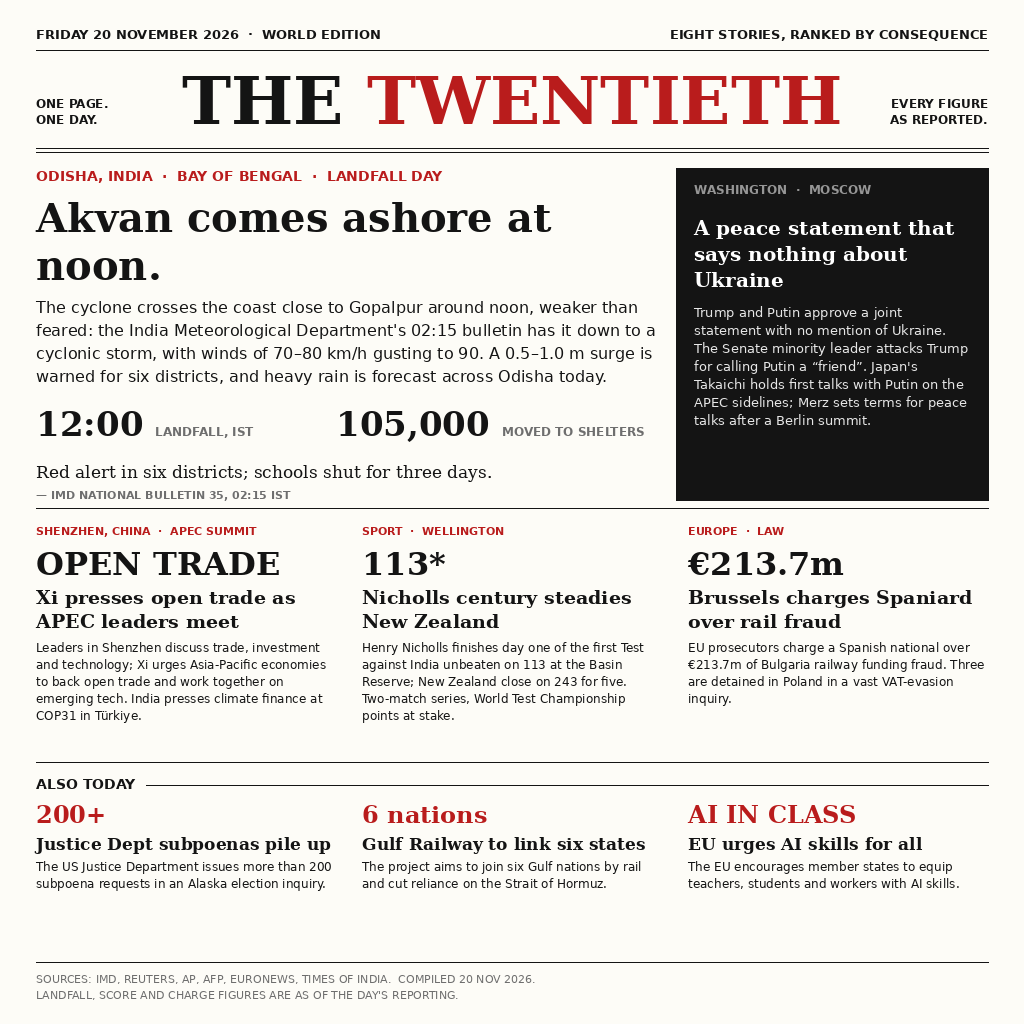 FRIDAY 20 NOVEMBER 2026 · WORLD EDITION
EIGHT STORIES, RANKED BY CONSEQUENCE
ONE PAGE.
ONE DAY.
THE TWENTIETH
EVERY FIGURE
AS REPORTED.
ODISHA, INDIA · BAY OF BENGAL · LANDFALL DAY
Akvan comes ashore at
noon.
The cyclone crosses the coast close to Gopalpur around noon, weaker than
feared: the India Meteorological Department's 02:15 bulletin has it down to a
cyclonic storm, with winds of 70–80 km/h gusting to 90. A 0.5–1.0 m surge is
warned for six districts, and heavy rain is forecast across Odisha today.
12:00 LANDFALL, IST
105,000 MOVED TO SHELTERS
Red alert in six districts; schools shut for three days.
— IMD NATIONAL BULLETIN 35, 02:15 IST
WASHINGTON · MOSCOW
A peace statement that
says nothing about
Ukraine
Trump and Putin approve a joint
statement with no mention of Ukraine.
The Senate minority leader attacks Trump
for calling Putin a “friend”. Japan's
Takaichi holds first talks with Putin on the
APEC sidelines; Merz sets terms for peace
talks after a Berlin summit.
SHENZHEN, CHINA · APEC SUMMIT
OPEN TRADE
Xi presses open trade as
APEC leaders meet
Leaders in Shenzhen discuss trade, investment
and technology; Xi urges Asia-Pacific economies
to back open trade and work together on
emerging tech. India presses climate finance at
COP31 in Türkiye.
SPORT · WELLINGTON
113*
Nicholls century steadies
New Zealand
Henry Nicholls finishes day one of the first Test
against India unbeaten on 113 at the Basin
Reserve; New Zealand close on 243 for five.
Two-match series, World Test Championship
points at stake.
EUROPE · LAW
€213.7m
Brussels charges Spaniard
over rail fraud
EU prosecutors charge a Spanish national over
€213.7m of Bulgaria railway funding fraud. Three
are detained in Poland in a vast VAT-evasion
inquiry.
ALSO TODAY
200+
Justice Dept subpoenas pile up
The US Justice Department issues more than 200
subpoena requests in an Alaska election inquiry.
6 nations
Gulf Railway to link six states
The project aims to join six Gulf nations by rail
and cut reliance on the Strait of Hormuz.
AI IN CLASS
EU urges AI skills for all
The EU encourages member states to equip
teachers, students and workers with AI skills.
SOURCES: IMD, REUTERS, AP, AFP, EURONEWS, TIMES OF INDIA. COMPILED 20 NOV 2026.
LANDFALL, SCORE AND CHARGE FIGURES ARE AS OF THE DAY'S REPORTING.